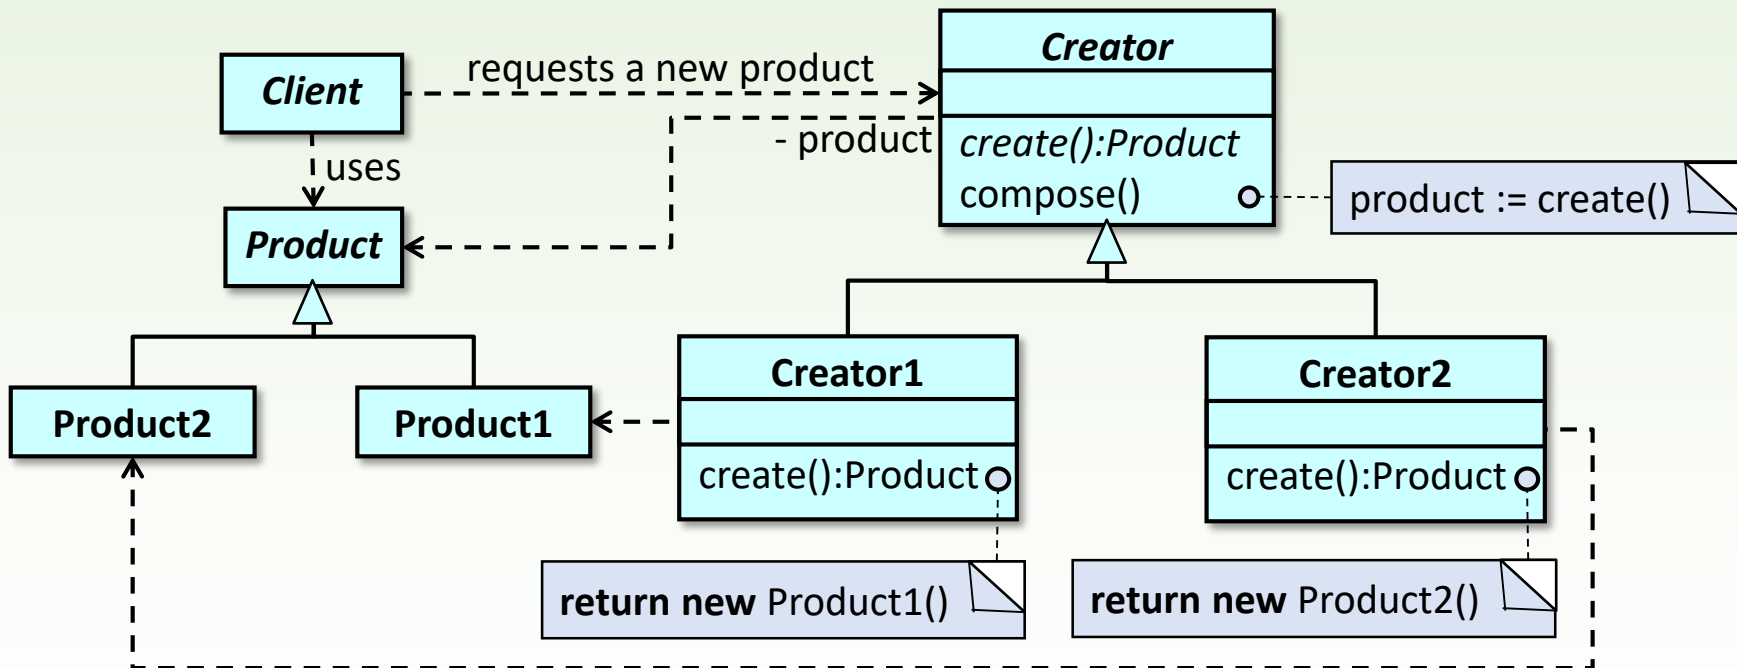 Creator
Client
requests a new product
- product
create():Product
compose()
product := create()
uses
Product
Creator1
Creator2
Product2
Product1
create():Product
create():Product
return new Product1()
return new Product2()